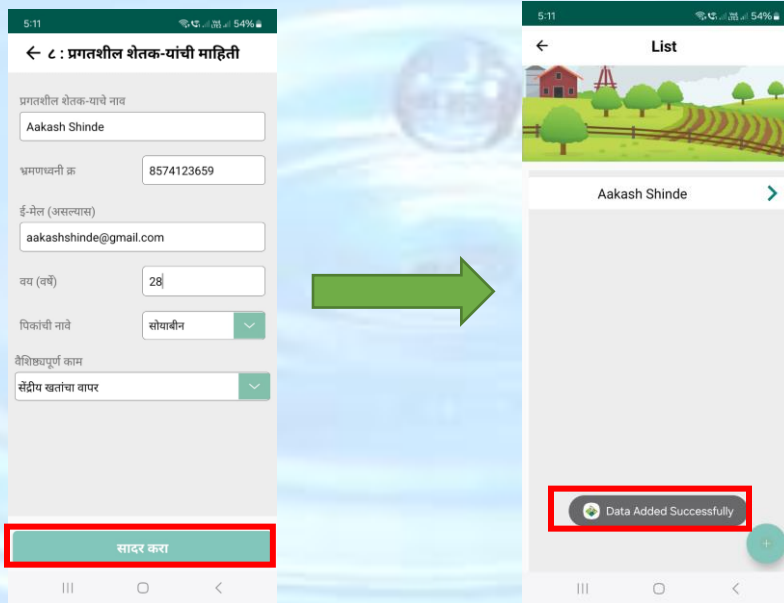 5:11
54%
← ८ : प्रगतशील शेतक-यांची माहिती
प्रगतशील शेतक-याचे नाव
Aakash Shinde
भ्रमणध्वनी क्र
8574123659
ई-मेल (असल्यास)
aakashshinde@gmail.com
वय (वर्षे)
28
पिकांची नावे
सोयाबीन
वैशिष्ठ्यपूर्ण काम
सेंद्रीय खतांचा वापर
सादर करा
5:11
54%
← List
Aakash Shinde
Data Added Successfully